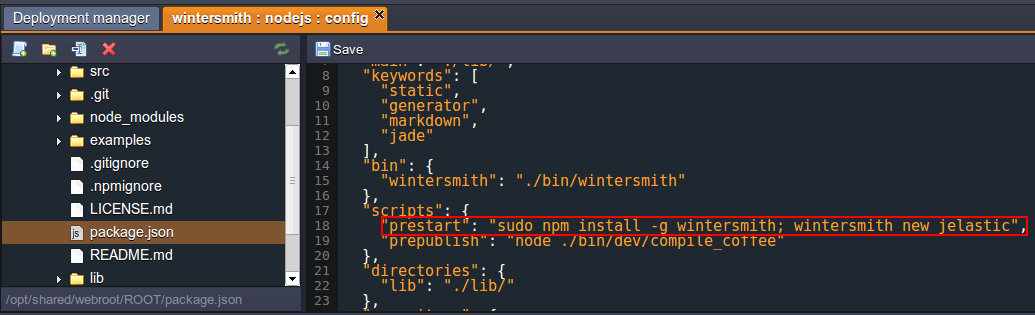 Deployment manager
wintersmith : nodejs : config
Save
src
.git
node_modules
examples
.gitignore
.npmignore
LICENSE.md
package.json
README.md
lib
/opt/shared/webroot/ROOT/package.json
8 "keywords": [
9 "static",
10 "generator",
11 "markdown",
12 "jade"
13 ],
14 "bin": {
15 "wintersmith": "./bin/wintersmith"
16 },
17 "scripts": {
18 "prestart": "sudo npm install -g wintersmith; wintersmith new jelastic",
19 "prepublish": "node ./bin/dev/compile_coffee"
20 },
21 "directories": {
22 "lib": "./lib/"
23 },